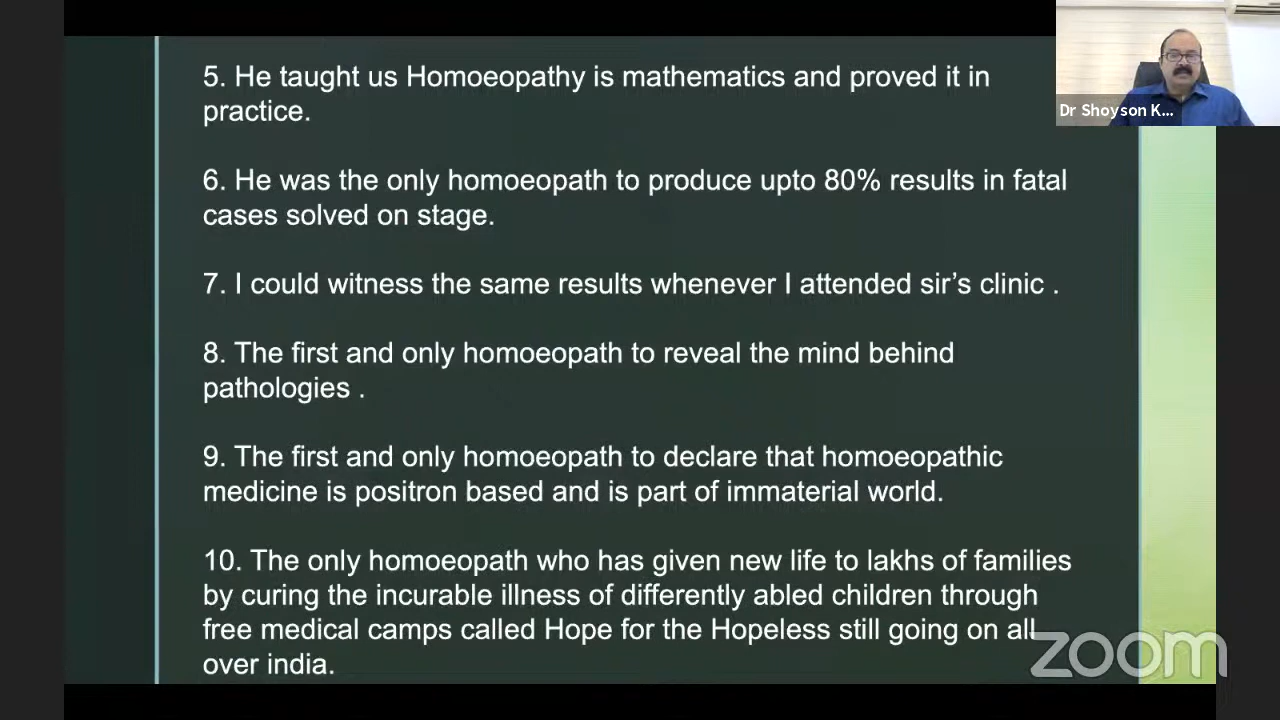 5. He taught us Homoeopathy is mathematics and proved it in
practice.
6. He was the only homoeopath to produce upto 80% results in fatal
cases solved on stage.
7. I could witness the same results whenever I attended sir’s clinic .
8. The first and only homoeopath to reveal the mind behind
pathologies .
9. The first and only homoeopath to declare that homoeopathic
medicine is positron based and is part of immaterial world.
10. The only homoeopath who has given new life to lakhs of families
by curing the incurable illness of differently abled children through
free medical camps called Hope for the Hopeless still going on all
over india.
Dr Shoyson K...
zoom